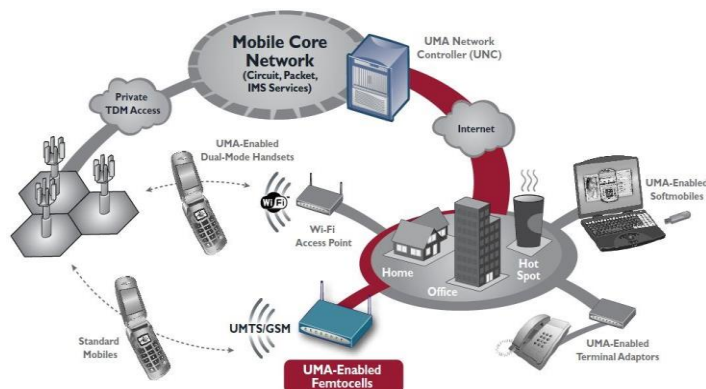 Mobile Core
Network
(Circuit, Packet,
IMS Services)
UMA Network
Controller (UNC)
Private
TDM Access
Internet
UMA-Enabled
Dual-Mode Handsets
Wi Fi
Wi-Fi
Access Point
UMA-Enabled
Softmobiles
Home
Office
Hot
Spot
UMTS/GSM
Standard
Mobiles
UMA-Enabled
Femtocells
UMA-Enabled
Terminal Adaptors